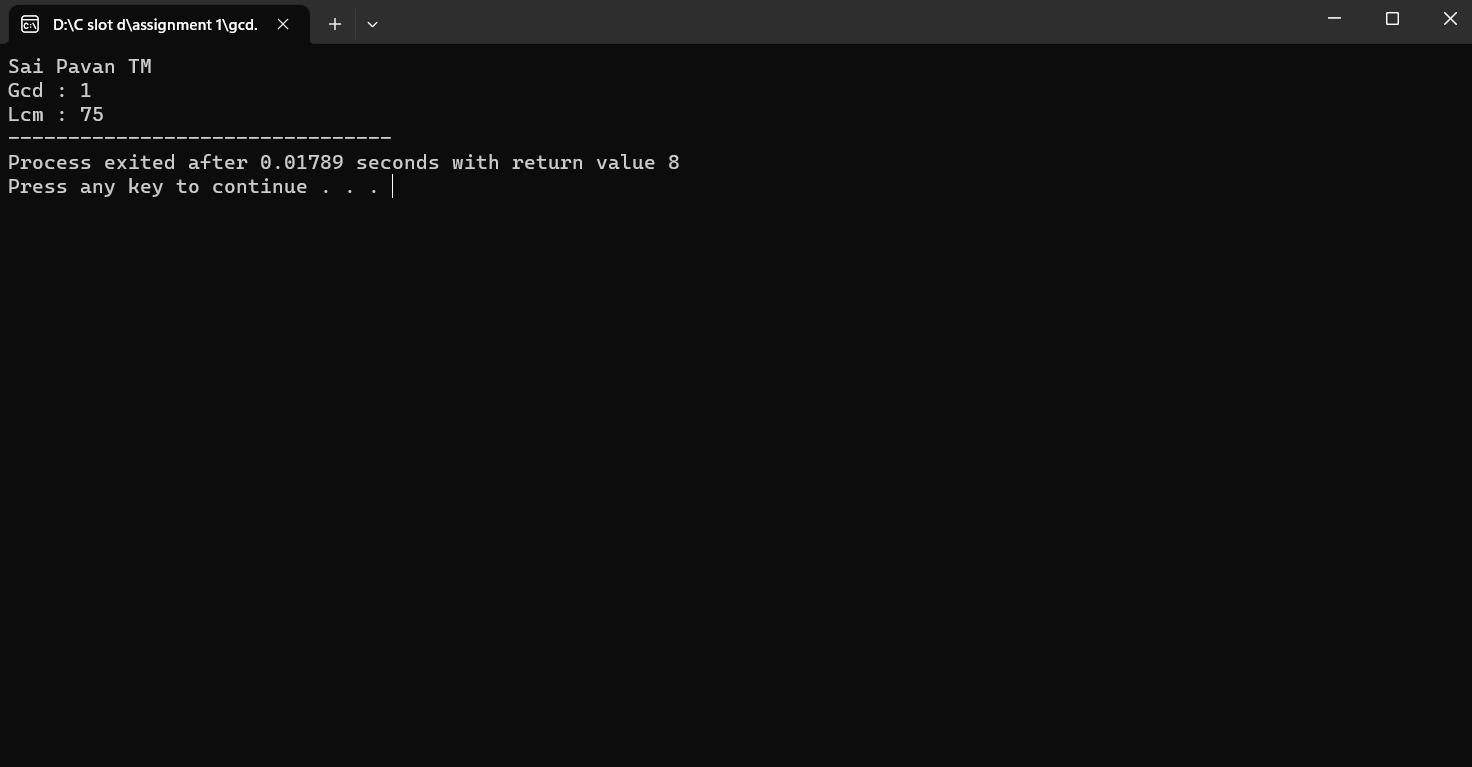 D:\C slot d\assignment 1\gcd.
Sai Pavan TM
Gcd : 1
Lcm : 75
--------------------------------
Process exited after 0.01789 seconds with return value 8
Press any key to continue . . .